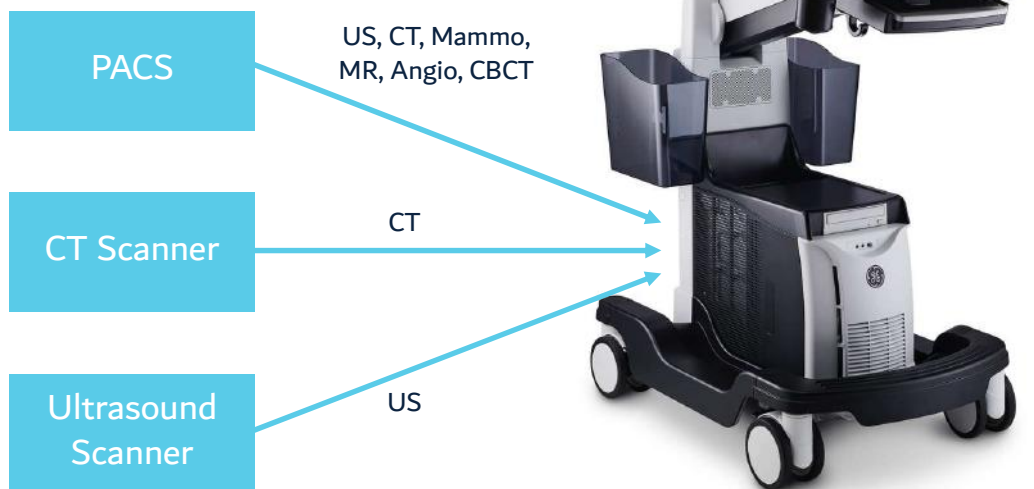 PACS
US, CT, Mammo,
MR, Angio, CBCT
CT Scanner
CT
Ultrasound
Scanner
US